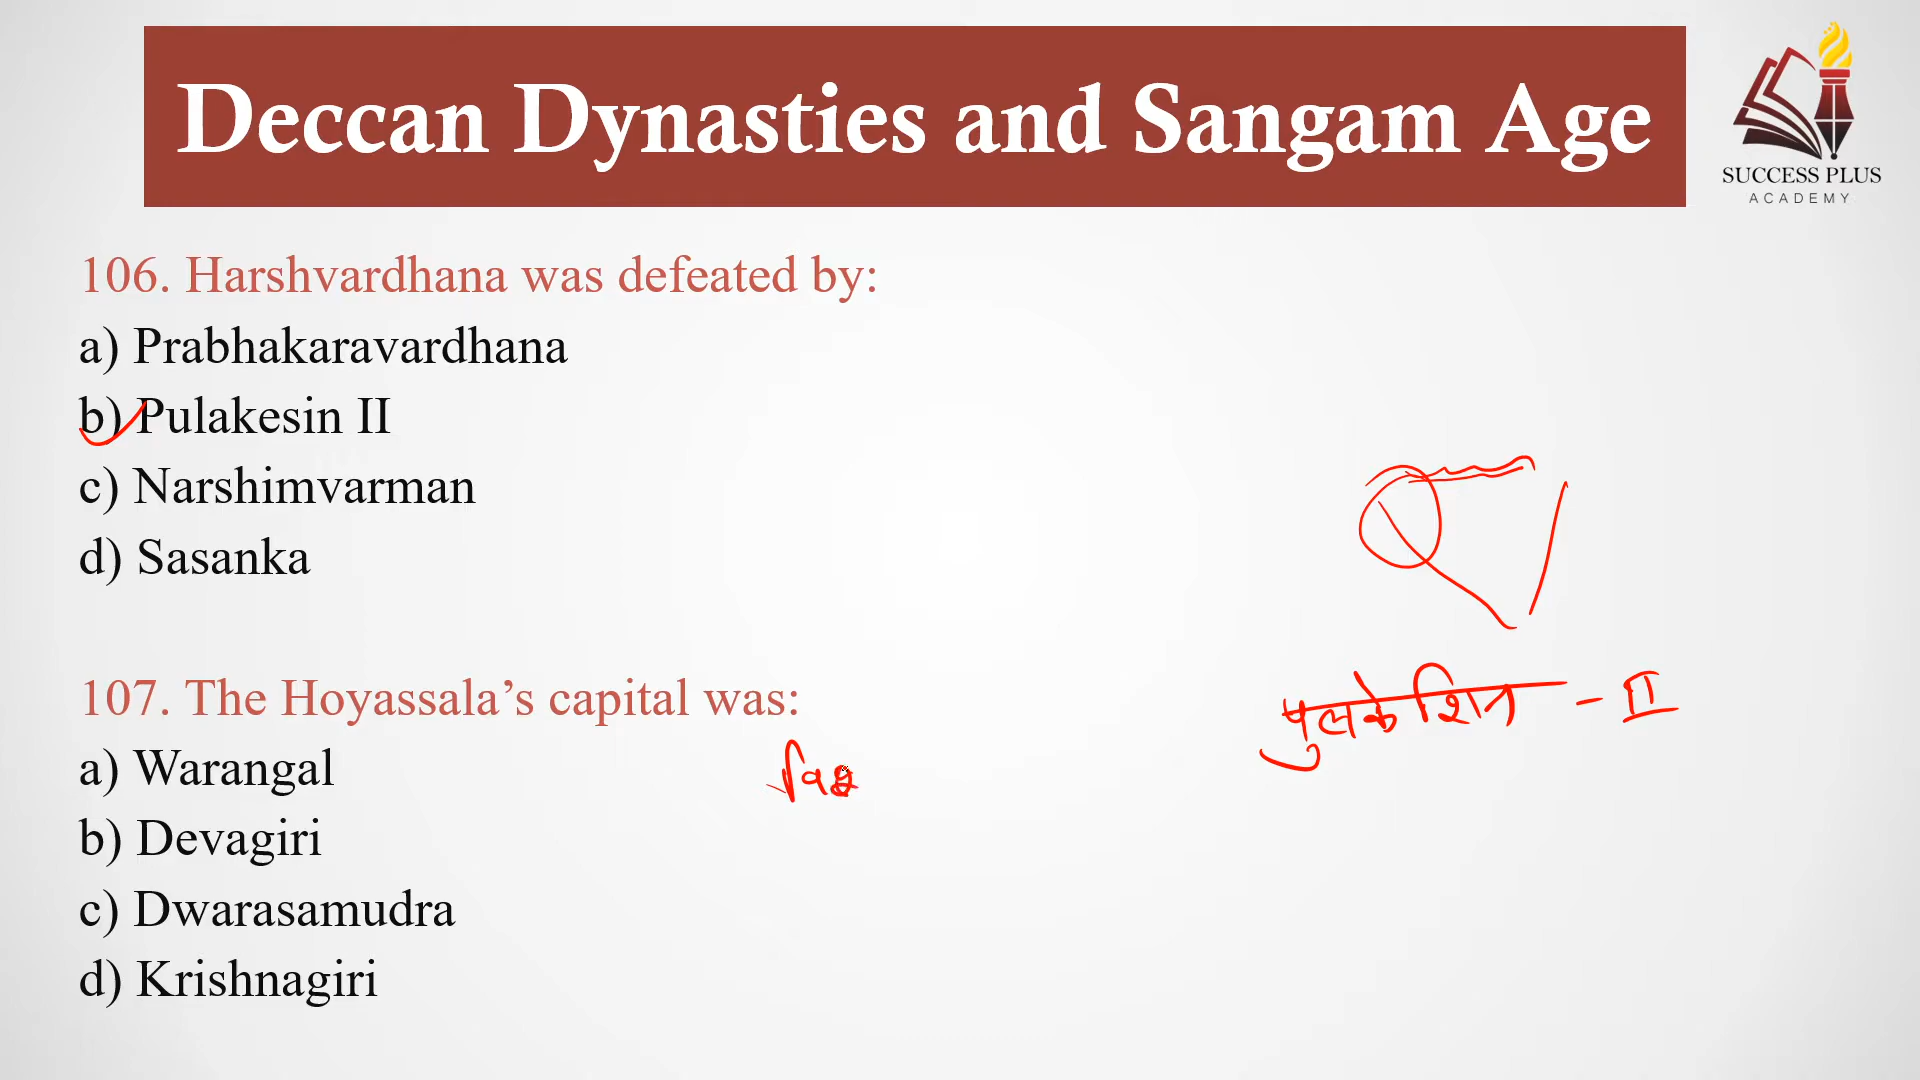 Deccan Dynasties and Sangam Age
SUCCESS PLUS
ACADEMY
106. Harshvardhana was defeated by:
a) Prabhakaravardhana
b) Pulakesin II
c) Narshimvarman
d) Sasanka
पुलकेशिन - II
107. The Hoyassala’s capital was:
a) Warangal
b) Devagiri
c) Dwarasamudra
d) Krishnagiri